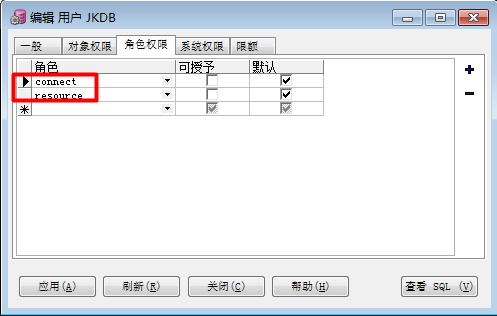 编辑 用户 JKDB
一般 对象权限 角色权限 系统权限 限额
角色 可授予 默认
connect
resource
应用(A) 刷新(R) 关闭(C) 帮助(H) 查看 SQL (V)